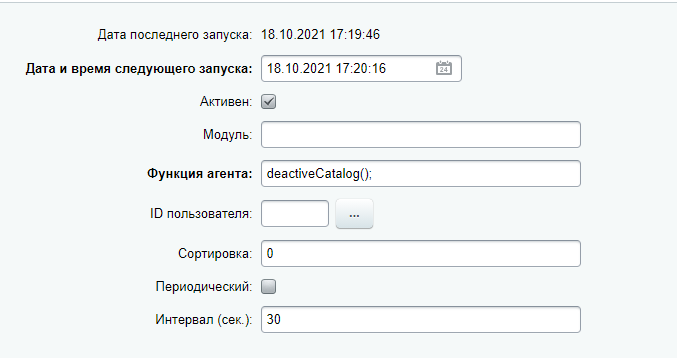 Дата последнего запуска: 18.10.2021 17:19:46
Дата и время следующего запуска: 18.10.2021 17:20:16 24
Активен:
Модуль:
Функция агента: deactiveCatalog();
ID пользователя: ...
Сортировка: 0
Периодический:
Интервал (сек.): 30